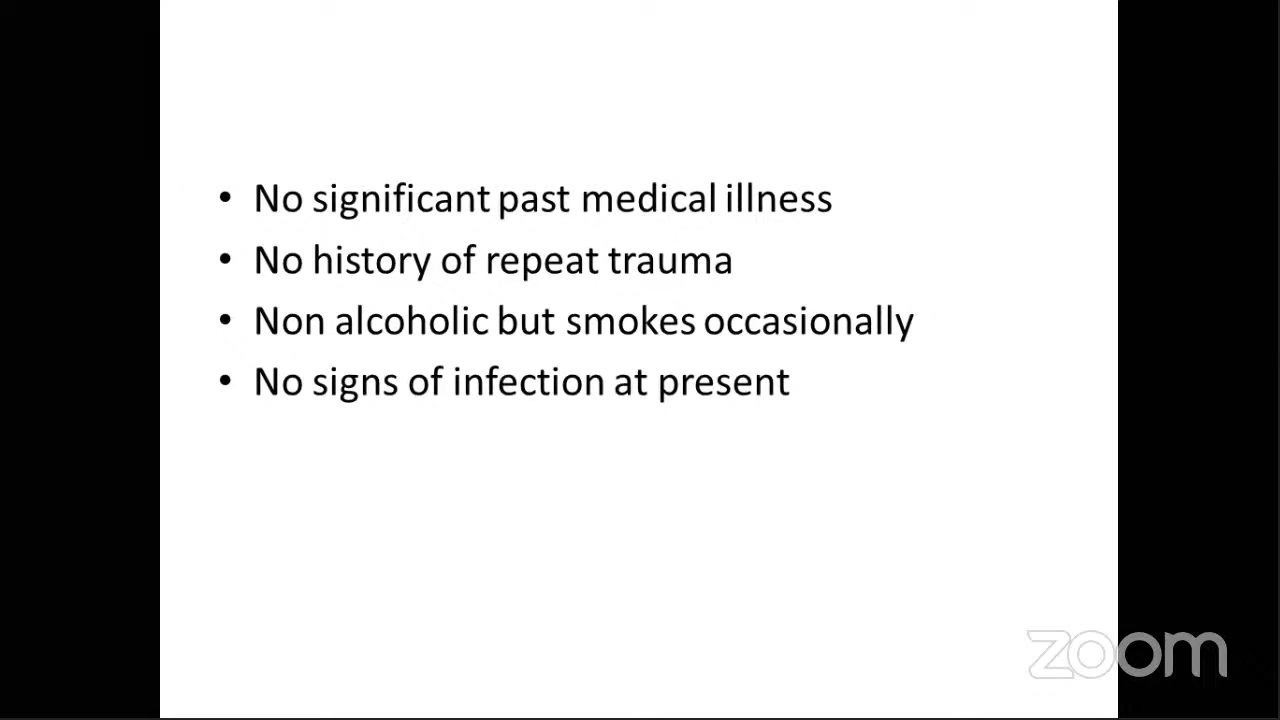 • No significant past medical illness
• No history of repeat trauma
• Non alcoholic but smokes occasionally
• No signs of infection at present
zoom